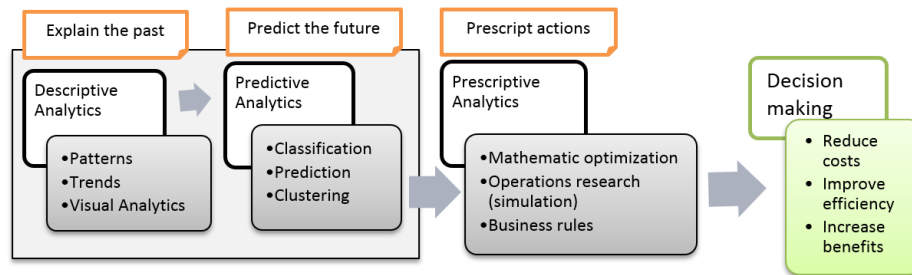 Explain the past
Predict the future
Prescript actions
Descriptive
Analytics
•Patterns
•Trends
•Visual Analytics
Predictive
Analytics
•Classification
•Prediction
•Clustering
Prescriptive
Analytics
•Mathematic optimization
•Operations research
(simulation)
•Business rules
Decision
making
• Reduce
costs
• Improve
efficiency
• Increase
benefits